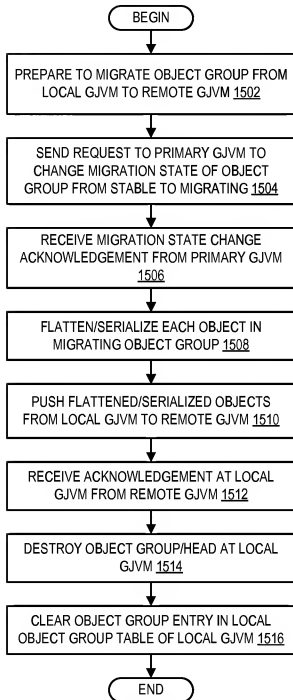 BEGIN
PREPARE TO MIGRATE OBJECT GROUP FROM
LOCAL GJVM TO REMOTE GJVM 1502
SEND REQUEST TO PRIMARY GJVM TO
CHANGE MIGRATION STATE OF OBJECT
GROUP FROM STABLE TO MIGRATING 1504
RECEIVE MIGRATION STATE CHANGE
ACKNOWLEDGEMENT FROM PRIMARY GJVM
1506
FLATTEN/SERIALIZE EACH OBJECT IN
MIGRATING OBJECT GROUP 1508
PUSH FLATTENED/SERIALIZED OBJECTS
FROM LOCAL GJVM TO REMOTE GJVM 1510
RECEIVE ACKNOWLEDGEMENT AT LOCAL
GJVM FROM REMOTE GJVM 1512
DESTROY OBJECT GROUP/HEAD AT LOCAL
GJVM 1514
CLEAR OBJECT GROUP ENTRY IN LOCAL
OBJECT GROUP TABLE OF LOCAL GJVM 1516
END